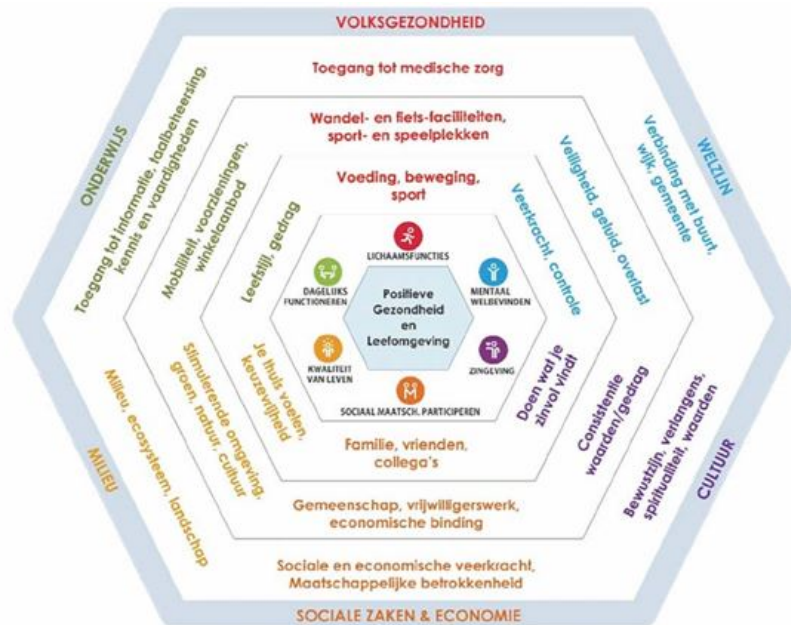 VOLKSGEZONDHEID
Toegang tot medische zorg
Wandel- en fiets-faciliteiten,
sport- en speelplekken
Voeding, beweging,
sport
ONDERWIJS
Toegang tot informatie, taalbeheersing,
kennis en vaardigheden
Mobiliteit, voorzieningen,
winkelaanbod
Leefstijl, gedrag
WELZIJN
Verbinding met buurt,
wijk, gemeente
Veiligheid, geluid, overlast
Veerkracht, controle
LICHAAMSFUNCTIES
DAGELIJKS
FUNCTIONEREN
MENTAAL
WELBEVINDEN
Positieve
Gezondheid
en
Leefomgeving
KWALITEIT
VAN LEVEN
ZINGEVING
SOCIAAL MAATSCH. PARTICIPEREN
MILIEU
Milieu, ecosysteem, landschap
Stimulerende omgeving,
groen, natuur, cultuur
Je thuis voelen,
keuzevrijheid
Doen wat je
zinvol vindt
Consistentie
waarden/gedrag
Bewustzijn, verlangens,
spiritualiteit, waarden
CULTUUR
Familie, vrienden,
collega's
Gemeenschap, vrijwilligerswerk,
economische binding
Sociale en economische veerkracht,
Maatschappelijke betrokkenheid
SOCIALE ZAKEN & ECONOMIE